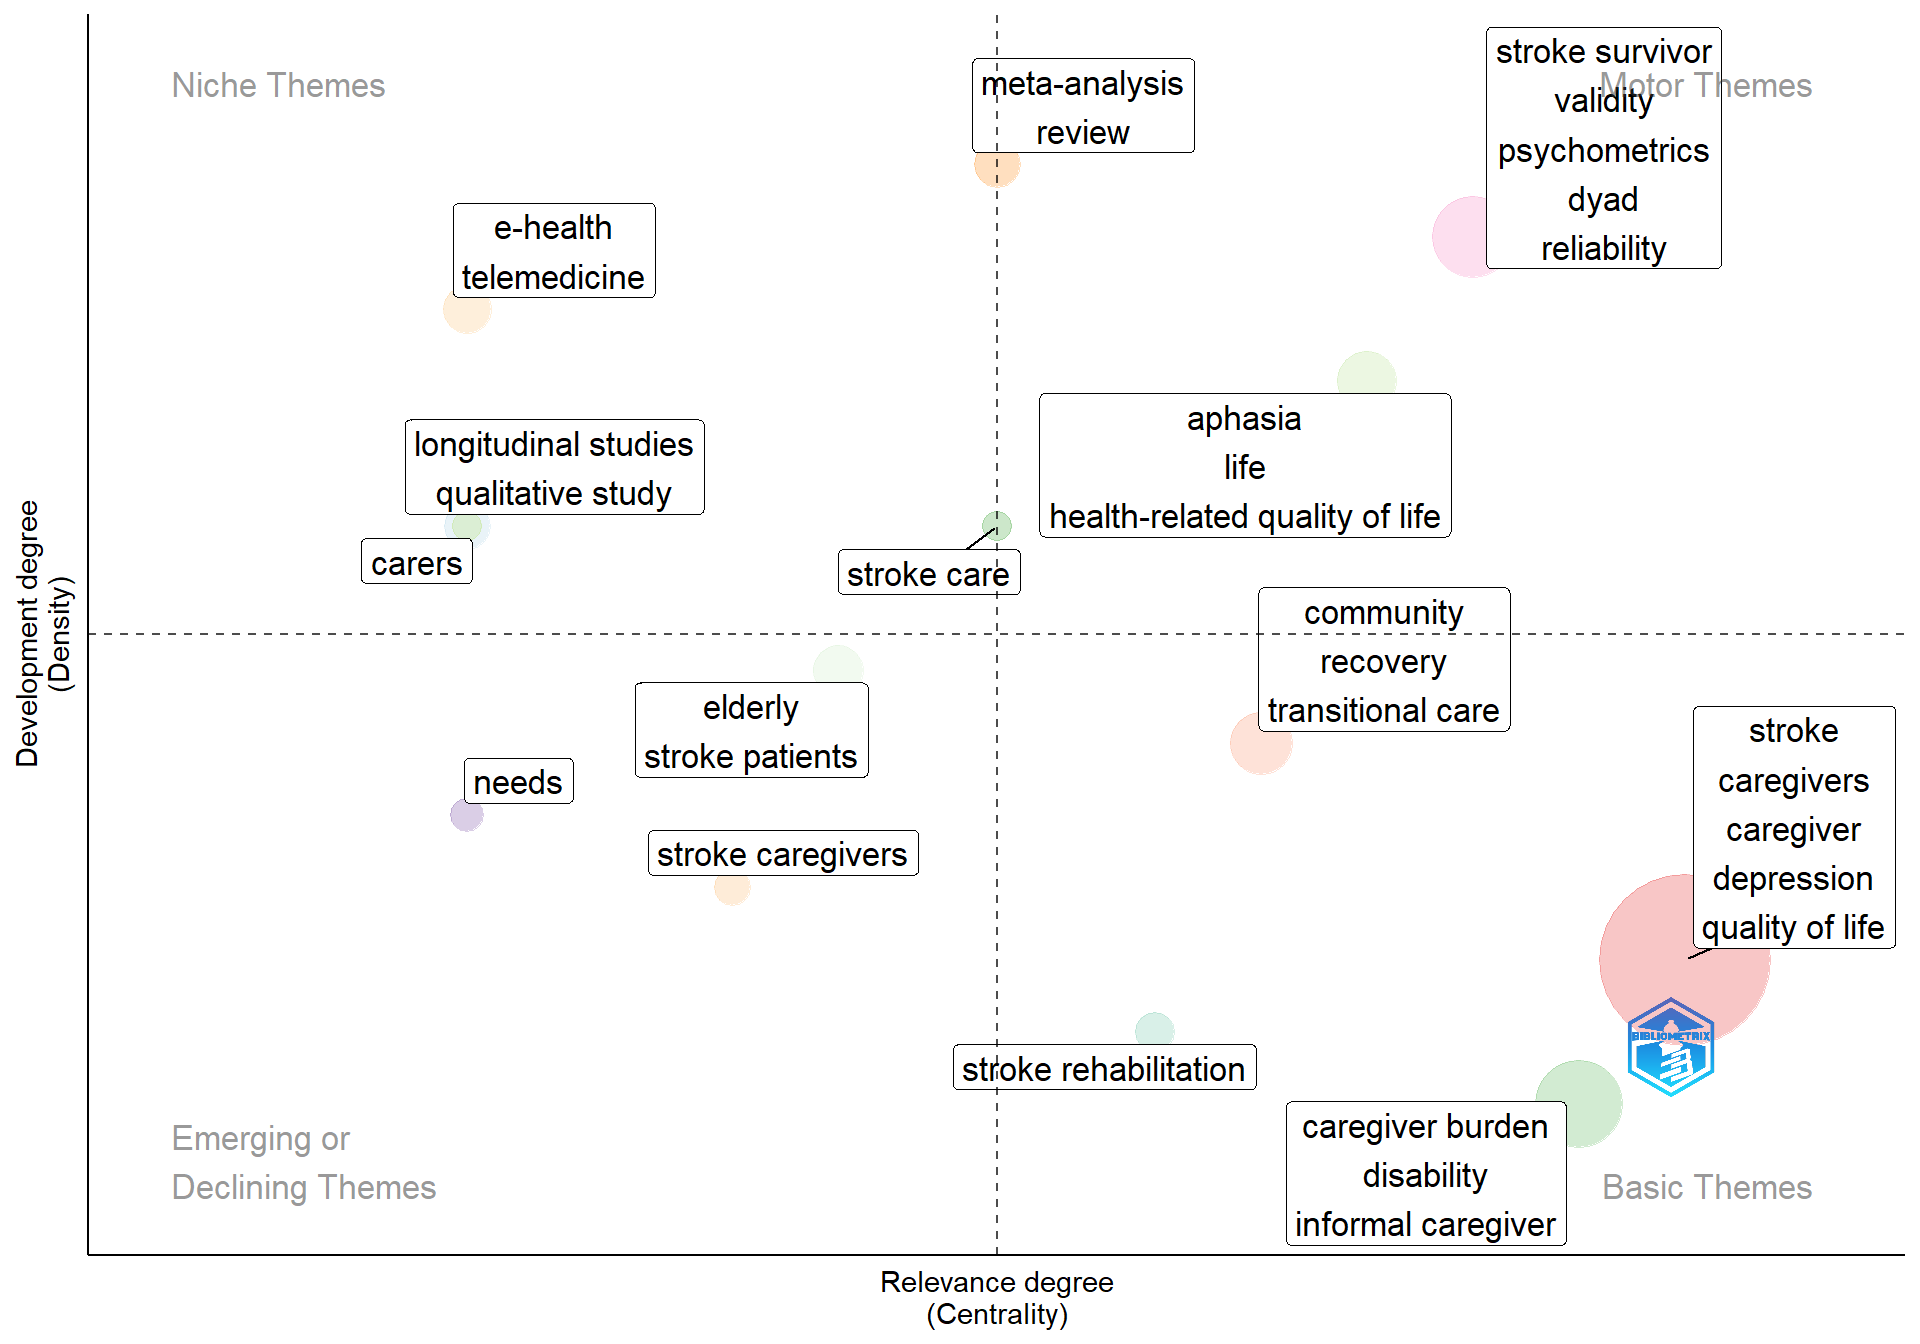 Niche Themes
Motor Themes
meta-analysis
review
stroke survivor
validity
psychometrics
dyad
reliability
e-health
telemedicine
longitudinal studies
qualitative study
carers
aphasia
life
health-related quality of life
stroke care
community
recovery
transitional care
elderly
stroke patients
needs
stroke caregivers
stroke
caregivers
caregiver
depression
quality of life
BIBLIOMETRIX
stroke rehabilitation
caregiver burden
disability
informal caregiver
Emerging or
Declining Themes
Basic Themes
Development degree
(Density)
Relevance degree
(Centrality)